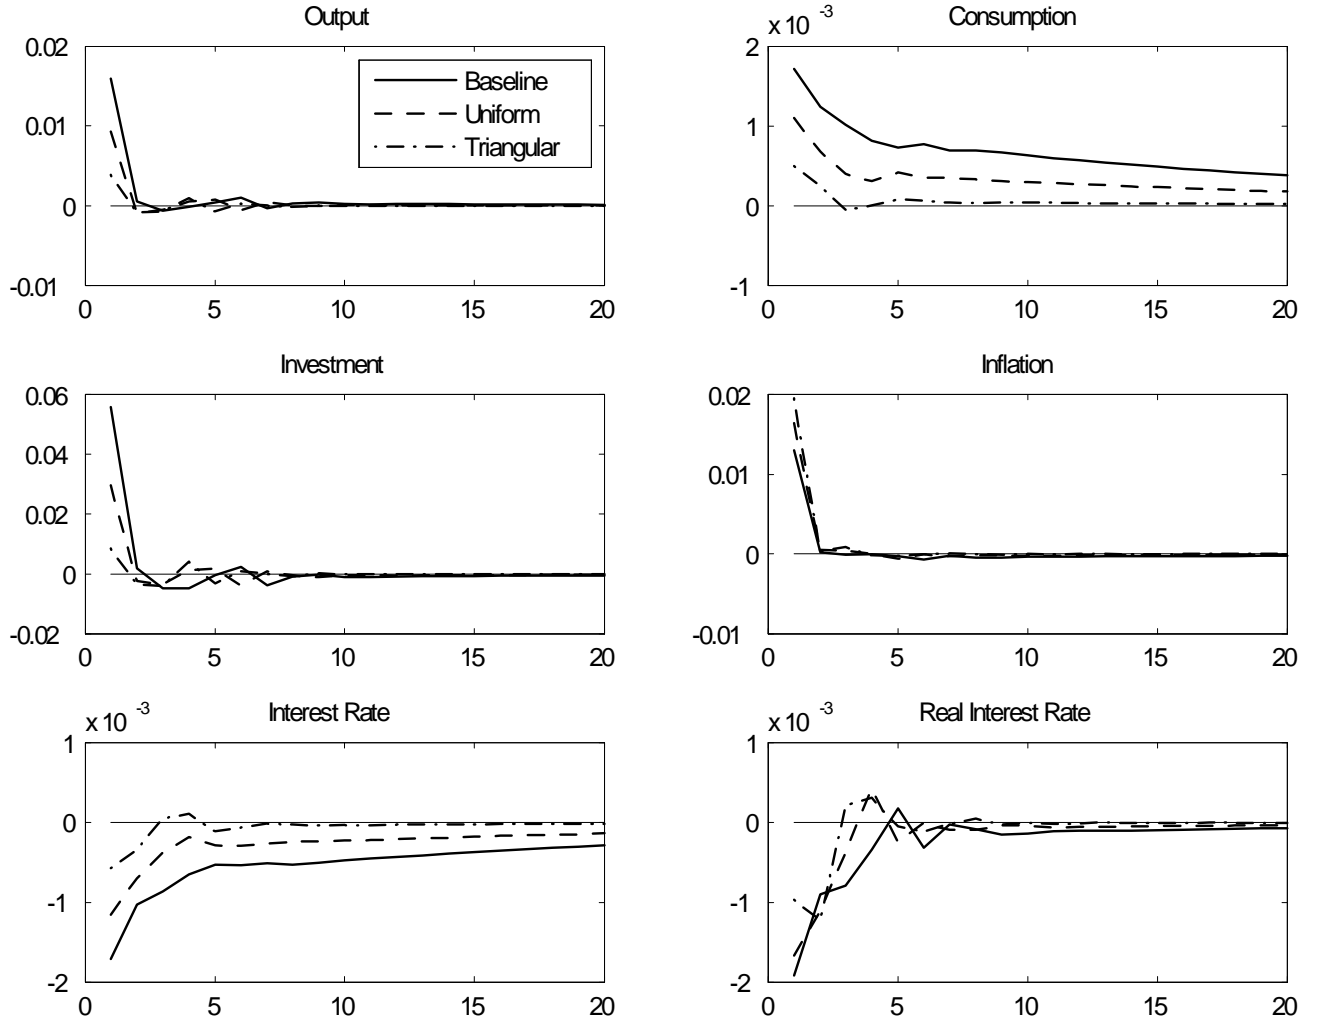 Output
0.02
0.01
0
-0.01
0 5 10 15 20
Baseline
Uniform
Triangular
Consumption
x 10 -3
2
1
0
-1
0 5 10 15 20
Investment
0.06
0.04
0.02
0
-0.02
0 5 10 15 20
Inflation
0.02
0.01
0
-0.01
0 5 10 15 20
Interest Rate
x 10 -3
1
0
-1
-2
0 5 10 15 20
Real Interest Rate
x 10 -3
1
0
-1
-2
0 5 10 15 20